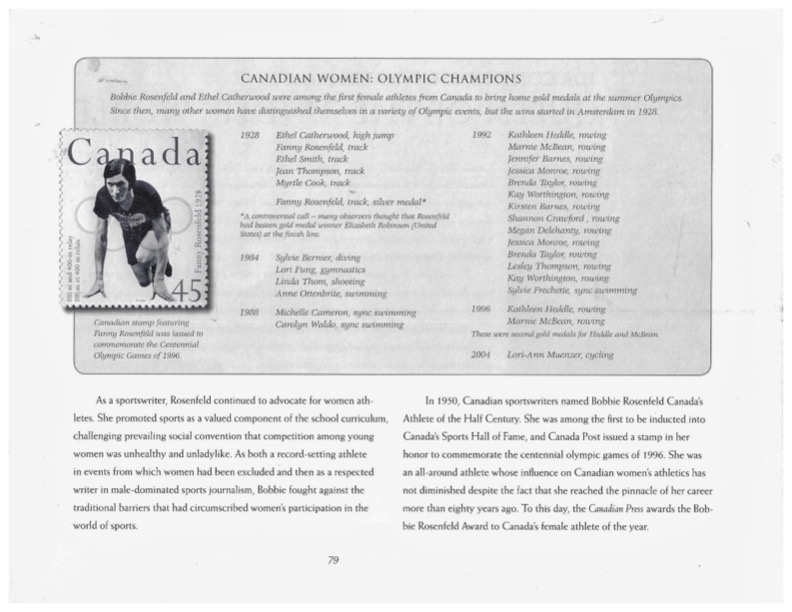 CANADIAN WOMEN: OLYMPIC CHAMPIONS
Bobbie Rosenfeld and Ethel Catherwood were among the first female athletes from Canada to bring home gold medals at the summer Olympics.
Since then, many other women have distinguished themselves in a variety of Olympic events, but the wins started in Amsterdam in 1928.
Canada
Fanny Rosenfeld 1928
100 m and 400-m relay
100 m et 400 m relais
45
Canadian stamp featuring
Fanny Rosenfeld was issued to
commemorate the Centennial
Olympic Games of 1996.
1928 Ethel Catherwood, high jump
Fanny Rosenfeld, track
Ethel Smith, track
Jean Thompson, track
Myrtle Cook, track
Fanny Rosenfeld, track, silver medal*
*A controversial call – many observers thought that Rosenfeld
had beaten gold medal winner Elizabeth Robinson (United
States) at the finish line.
1984 Sylvie Bernier, diving
Lori Fung, gymnastics
Linda Thom, shooting
Anne Ottenbrite, swimming
1988 Michelle Cameron, sync swimming
Carolyn Waldo, sync swimming
1992 Kathleen Heddle, rowing
Marnie McBean, rowing
Jennifer Barnes, rowing
Jessica Monroe, rowing
Brenda Taylor, rowing
Kay Worthington, rowing
Kirsten Barnes, rowing
Shannon Crawford, rowing
Megan Delehanty, rowing
Jessica Monroe, rowing
Brenda Taylor, rowing
Lesley Thompson, rowing
Kay Worthington, rowing
Sylvie Frechette, sync swimming
1996 Kathleen Heddle, rowing
Marnie McBean, rowing
These were second gold medals for Heddle and McBean
2004 Lori-Ann Muenzer, cycling
As a sportswriter, Rosenfeld continued to advocate for women ath-
letes. She promoted sports as a valued component of the school curriculum,
challenging prevailing social convention that competition among young
women was unhealthy and unladylike. As both a record-setting athlete
in events from which women had been excluded and then as a respected
writer in male-dominated sports journalism, Bobbie fought against the
traditional barriers that had circumscribed women's participation in the
world of sports.
In 1950, Canadian sportswriters named Bobbie Rosenfeld Canada's
Athlete of the Half Century. She was among the first to be inducted into
Canada's Sports Hall of Fame, and Canada Post issued a stamp in her
honor to commemorate the centennial olympic games of 1996. She was
an all-around athlete whose influence on Canadian women's athletics has
not diminished despite the fact that she reached the pinnacle of her career
more than eighty years ago. To this day, the Canadian Press awards the Bob-
bie Rosenfeld Award to Canada's female athlete of the year.
79